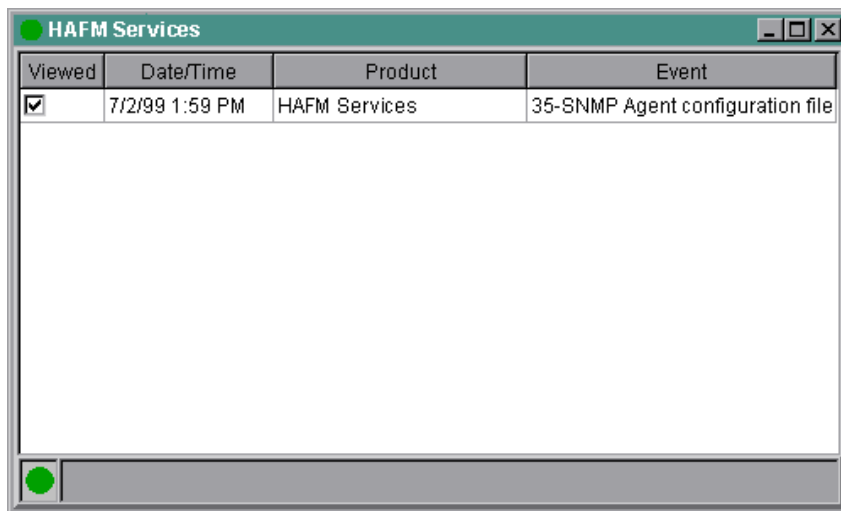 HAFM Services
Viewed Date/Time Product Event
7/2/99 1:59 PM HAFM Services 35-SNMP Agent configuration file